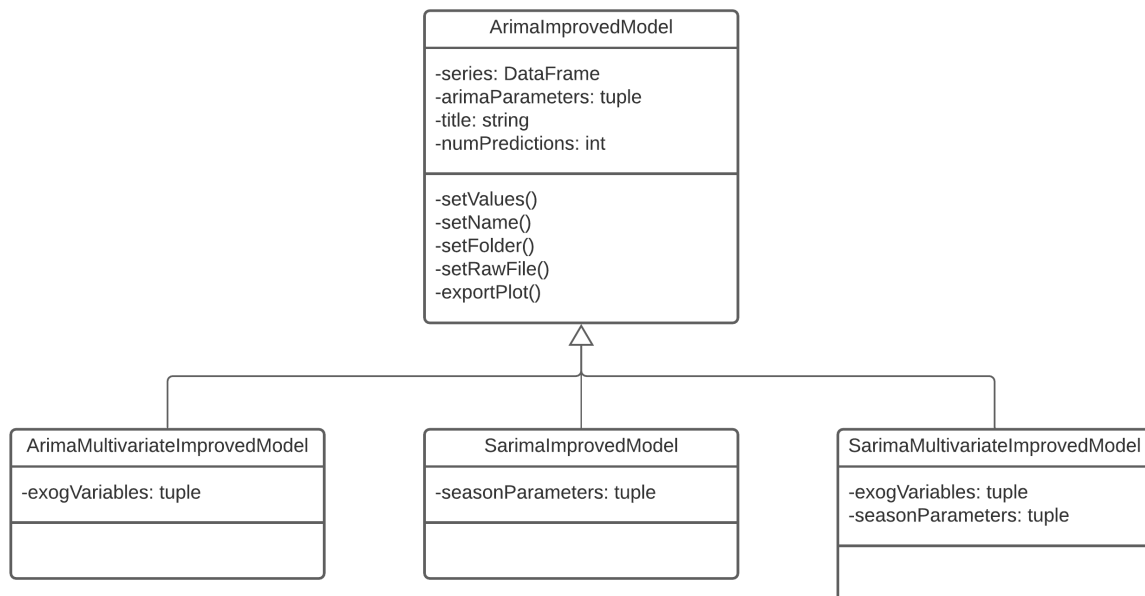 ArimaImprovedModel
-series: DataFrame
-arimaParameters: tuple
-title: string
-numPredictions: int
-setValues()
-setName()
-setFolder()
-setRawFile()
-exportPlot()
ArimaMultivariateImprovedModel
-exogVariables: tuple
SarimaImprovedModel
-seasonParameters: tuple
SarimaMultivariateImprovedModel
-exogVariables: tuple
-seasonParameters: tuple